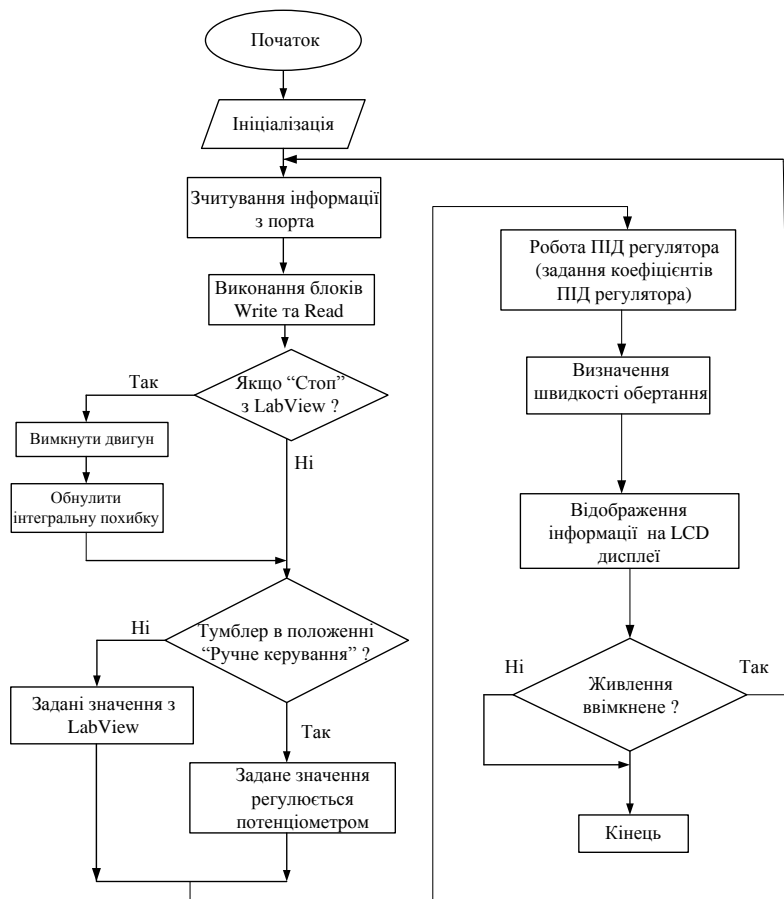 Початок
Ініціалізація
Зчитування інформації
з порта
Виконання блоків
Write та Read
Якщо “Стоп”
з LabView ?
Так
Ні
Вимкнути двигун
Обнулити
інтегральну похибку
Тумблер в положенні
“Ручне керування” ?
Ні
Так
Задані значення з
LabView
Задане значення
регулюється
потенціометром
Робота ПІД регулятора
(задання коефіцієнтів
ПІД регулятора)
Визначення
швидкості обертання
Відображення
інформації на LCD
дисплеї
Живлення
ввімкнене ?
Ні
Так
Кінець